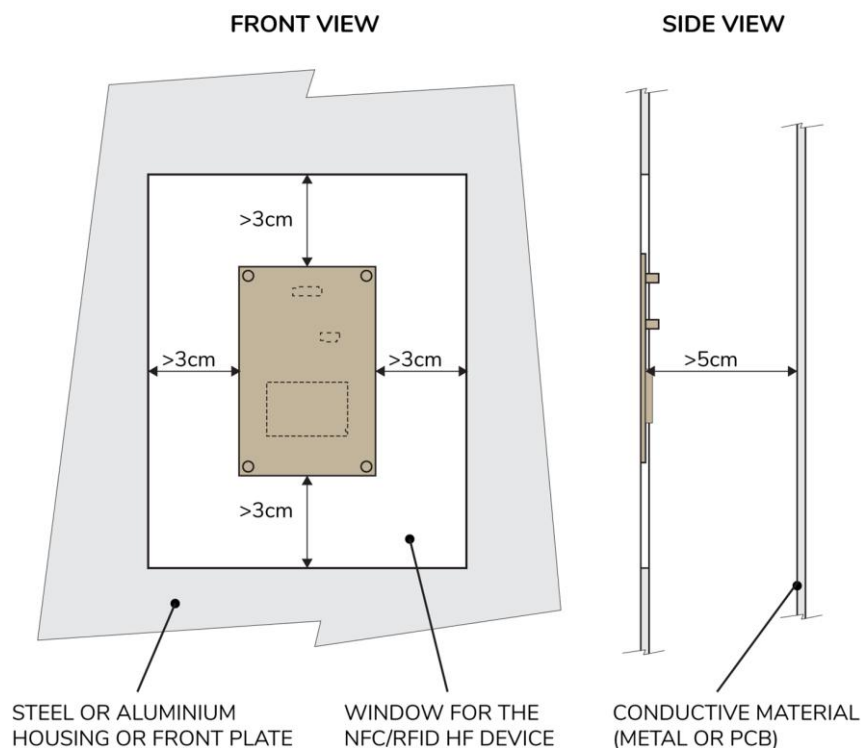 FRONT VIEW
SIDE VIEW
>3cm
>3cm
>3cm
>5cm
>3cm
STEEL OR ALUMINIUM
HOUSING OR FRONT PLATE
WINDOW FOR THE
NFC/RFID HF DEVICE
CONDUCTIVE MATERIAL
(METAL OR PCB)